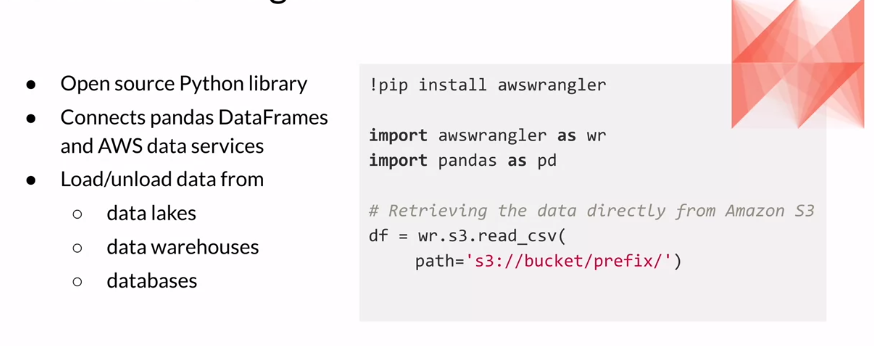 Open source Python library
Connects pandas DataFrames
and AWS data services
Load/unload data from
data lakes
data warehouses
databases
!pip install awswrangler
import awswrangler as wr
import pandas as pd
# Retrieving the data directly from Amazon S3
df = wr.s3.read_csv(
path='s3://bucket/prefix/')